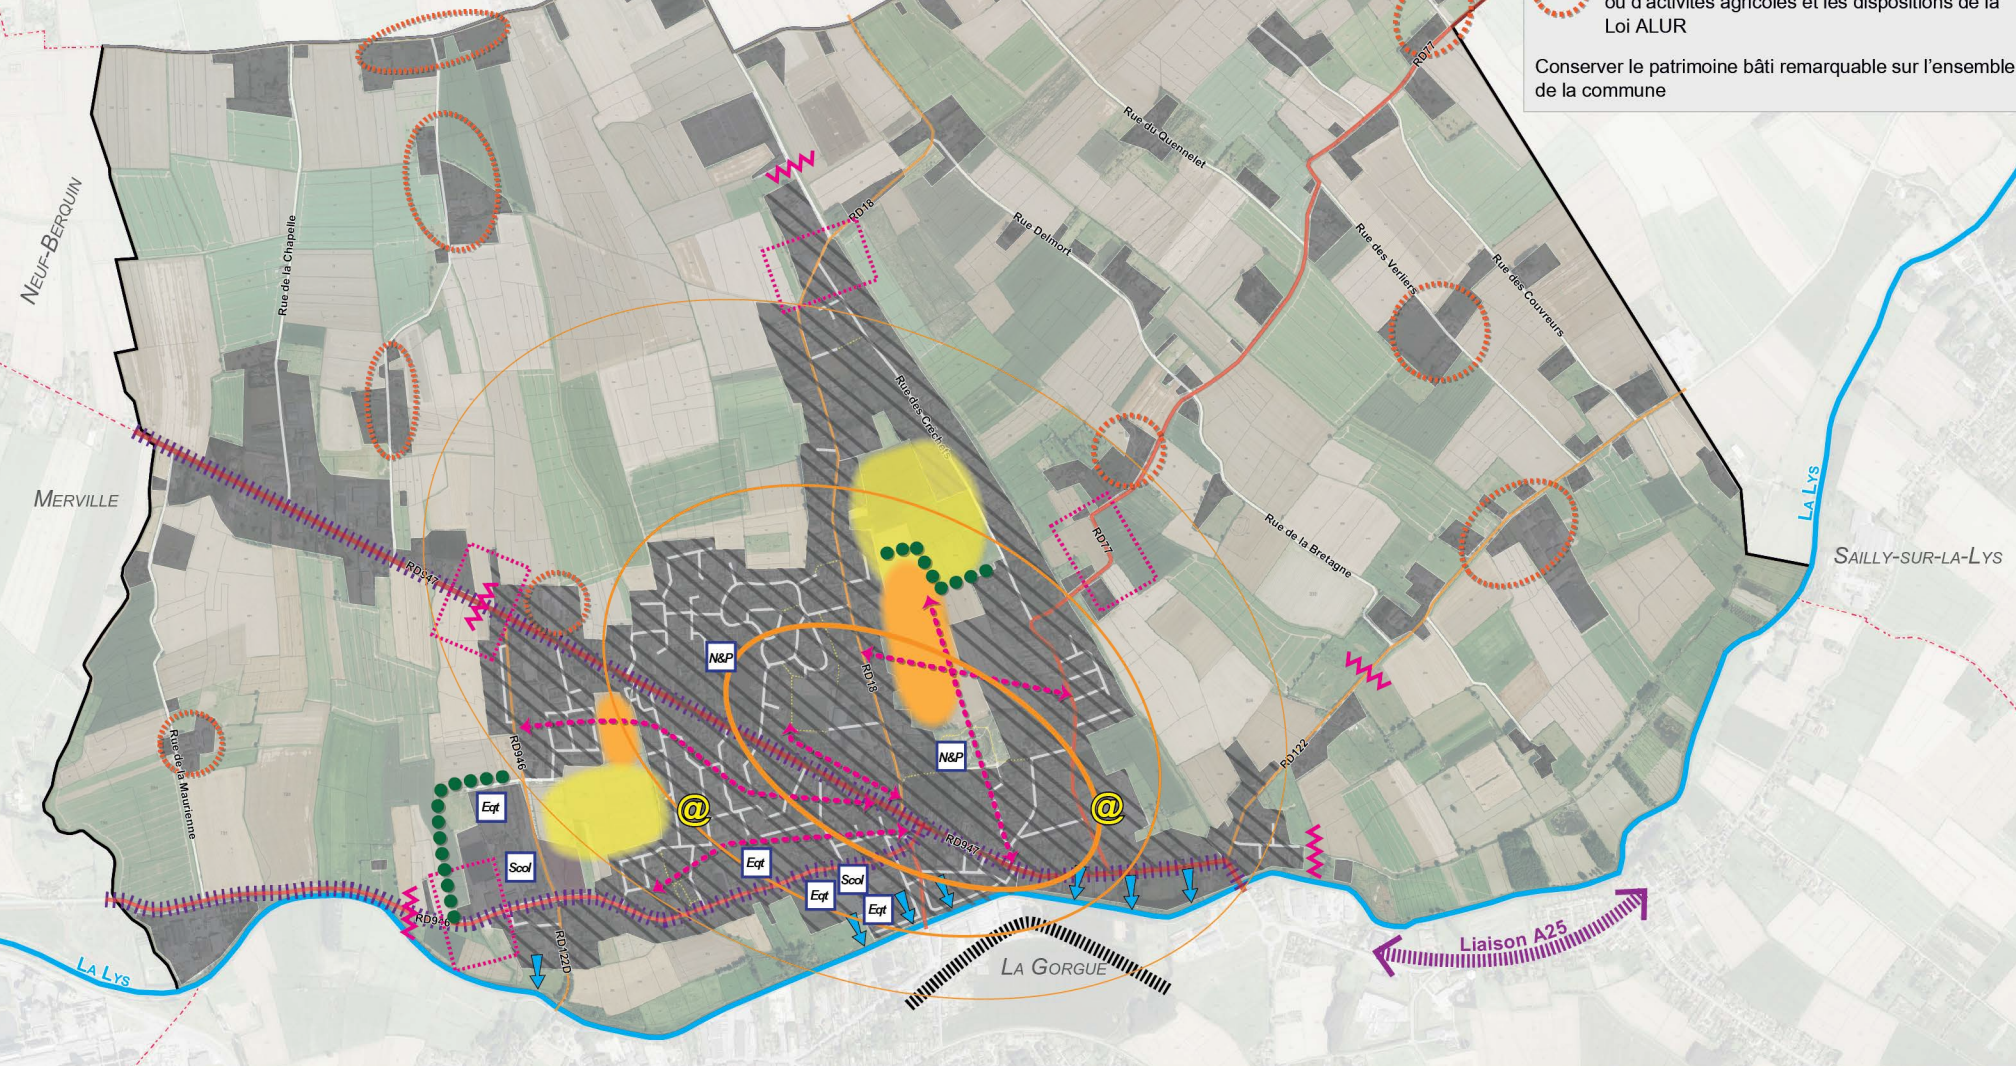 ou d'activités agricoles et les dispositions de la
Loi ALUR
Conserver le patrimoine bâti remarquable sur l'ensemble
de la commune
RD77
Rue du Quennelet
NEUF-BERQUIN
Rue de la Chapelle
RD18
Rue Delmort
Rue des Verliers
Rue des Couvreurs
Rue des
MERVILLE
LA LYS
SAILLY-SUR-LA-LYS
RD947
RD77
Rue de la Bretagne
N&P
RD18
Rue de la Maurienne
RD946
N&P
RD122
Eqt
@
@
RD947
Scol
Eqt
Scol
Eqt
Eqt
RD946
RD122D
Liaison A25
LA GORGUE
LA LYS